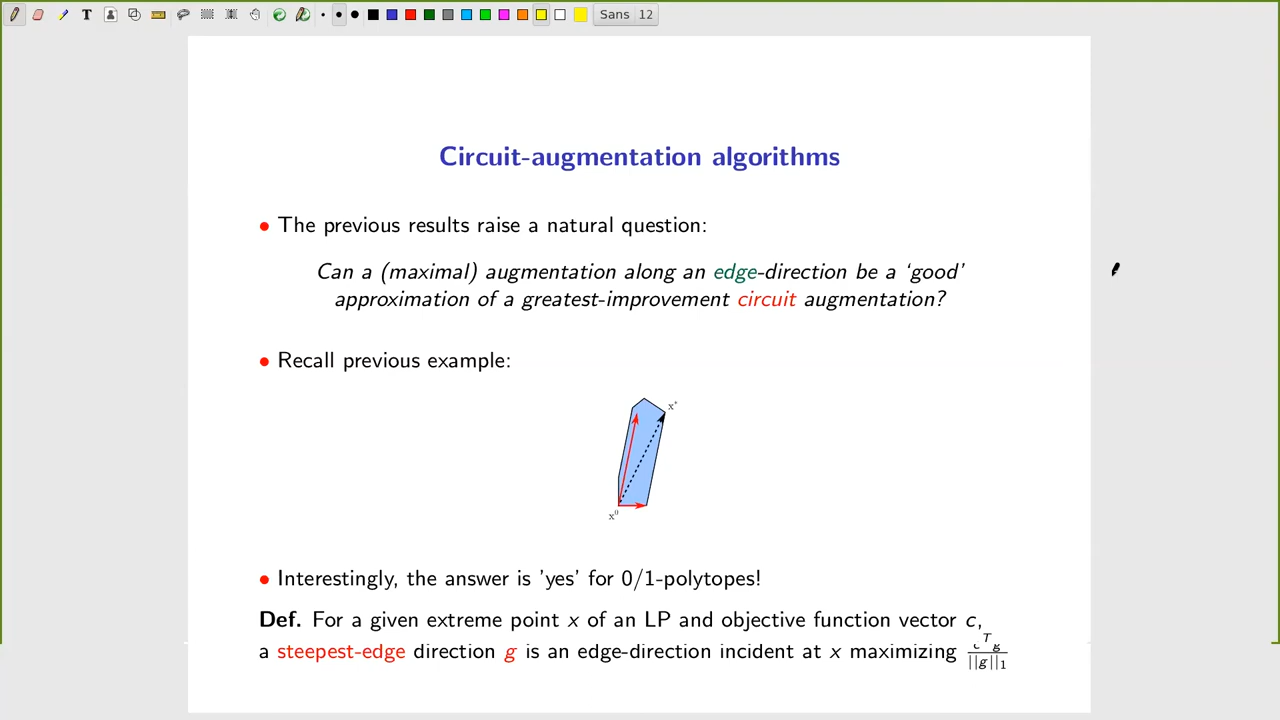 Sans 12
Circuit-augmentation algorithms
• The previous results raise a natural question:
Can a (maximal) augmentation along an edge-direction be a ‘good’
approximation of a greatest-improvement circuit augmentation?
• Recall previous example:
x*
x⁰
• Interestingly, the answer is ’yes’ for 0/1-polytopes!
Def. For a given extreme point x of an LP and objective function vector c,
a steepest-edge direction g is an edge-direction incident at x maximizing cᵀg/||g||₁